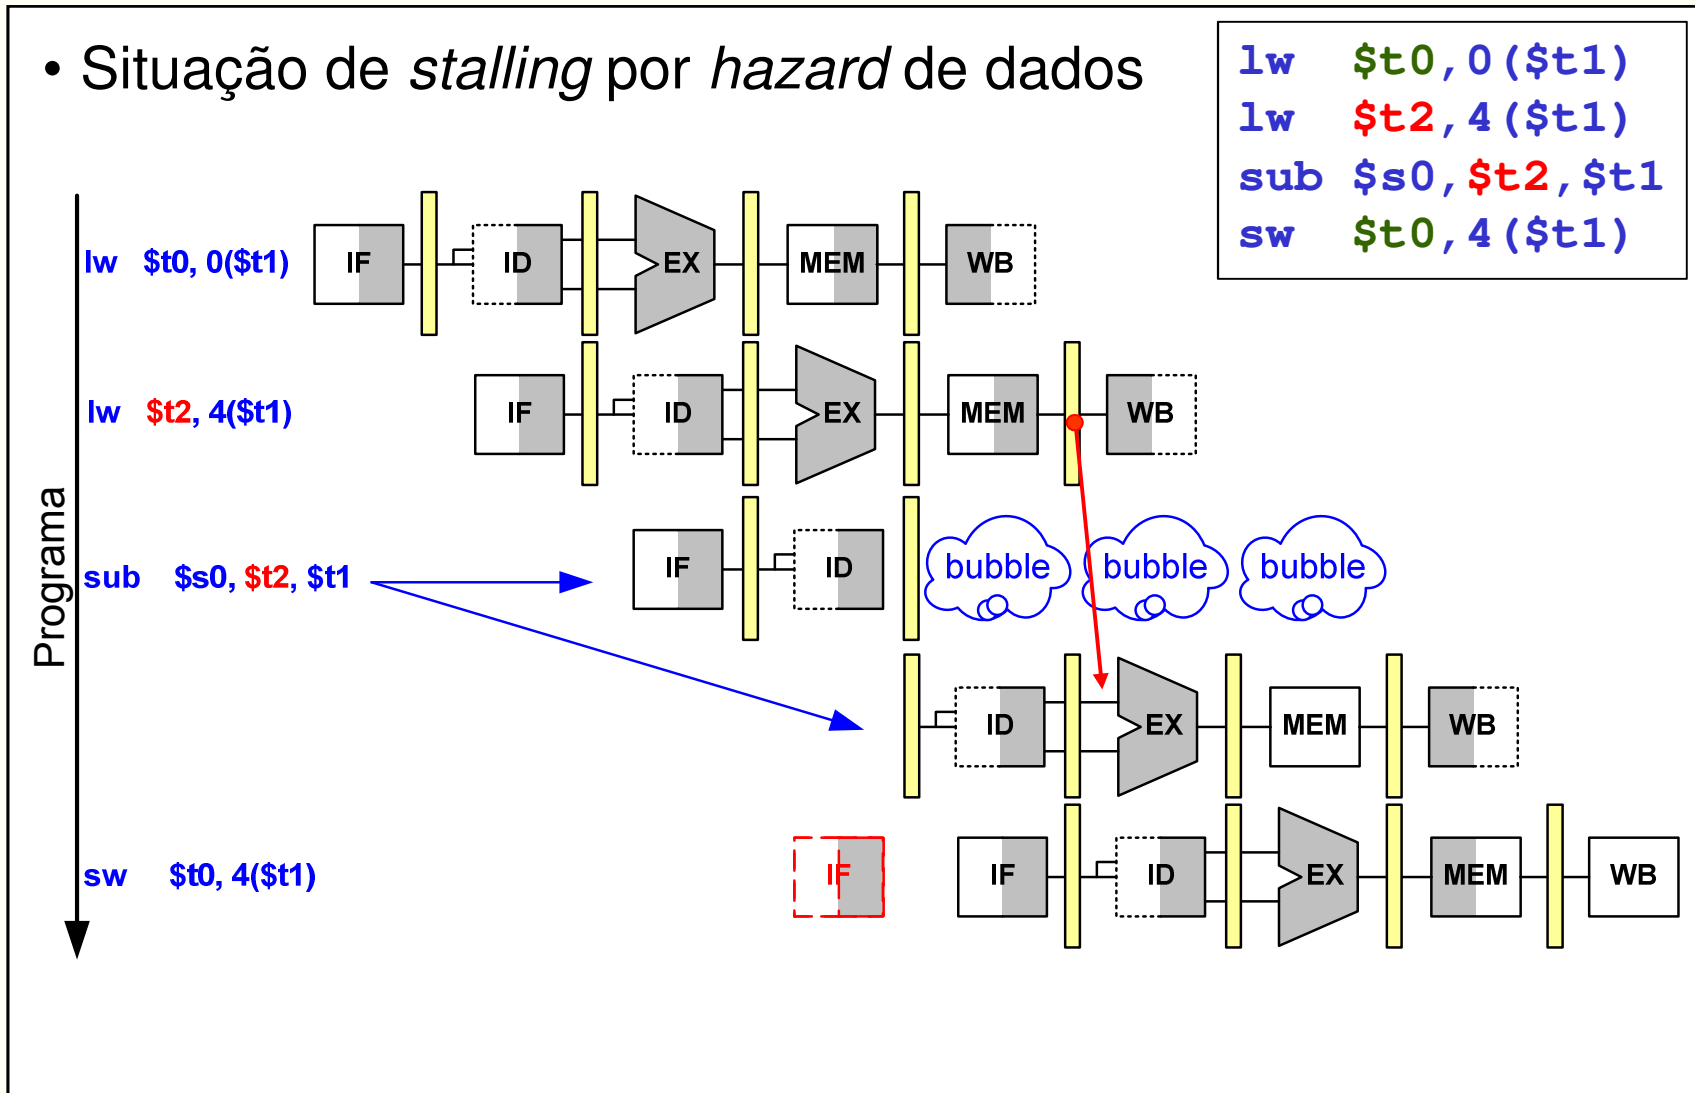 • Situação de stalling por hazard de dados
lw $t0,0($t1)
lw $t2,4($t1)
sub $s0,$t2,$t1
sw $t0,4($t1)
Programa
lw $t0, 0($t1)
IF ID EX MEM WB
lw $t2, 4($t1)
IF ID EX MEM WB
sub $s0, $t2, $t1
IF ID bubble bubble bubble
ID EX MEM WB
sw $t0, 4($t1)
IF IF ID EX MEM WB